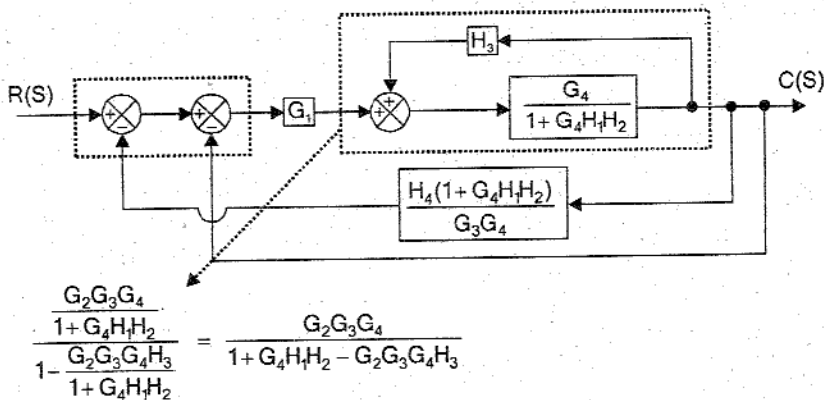 H₃
R(S)
+
−
+
−
G₁
+
+
G₄
1 + G₄H₁H₂
C(S)
H₄(1 + G₄H₁H₂)
G₃G₄
G₂G₃G₄
1 + G₄H₁H₂
1 − G₂G₃G₄H₃
1 + G₄H₁H₂
= G₂G₃G₄
1 + G₄H₁H₂ − G₂G₃G₄H₃